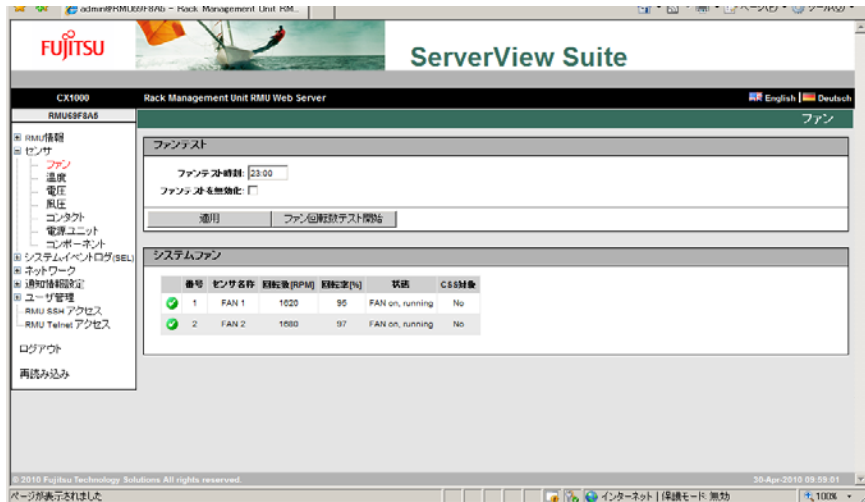 admin@RMU69F8A6 - Rack Management Unit RM...
ページ(P)
ツール(O)
FUJITSU
ServerView Suite
CX1000
Rack Management Unit RMU Web Server
English
Deutsch
RMU69F8A6
ファン
RMU情報
センサ
ファン
温度
電圧
風圧
コンタクト
電源ユニット
コンポーネント
システムイベントログ(SEL)
ネットワーク
通知情報設定
ユーザ管理
RMU SSH アクセス
RMU Telnet アクセス
ログアウト
再読み込み
ファンテスト
ファンテスト時刻: 23:00
ファンテストを無効化:
適用
ファン回転数テスト開始
システムファン
番号 センサ名称 回転数[RPM] 回転率[%] 状態 CSS対象
1 FAN 1 1620 96 FAN on, running No
2 FAN 2 1680 97 FAN on, running No
© 2010 Fujitsu Technology Solutions All rights reserved.
30-Apr-2010 09:59:01
ページが表示されました
インターネット | 保護モード: 無効
100%